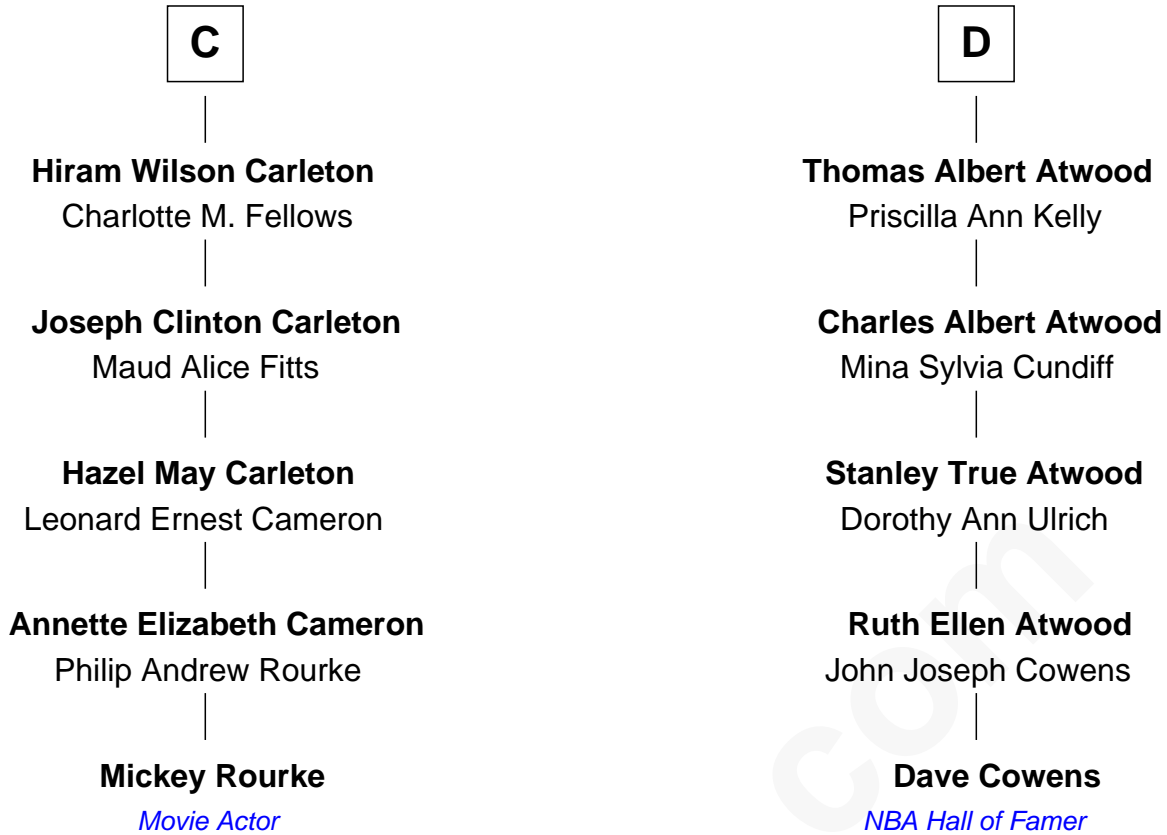 C
Hiram Wilson Carleton
Charlotte M. Fellows
Joseph Clinton Carleton
Maud Alice Fitts
Hazel May Carleton
Leonard Ernest Cameron
Annette Elizabeth Cameron
Philip Andrew Rourke
Mickey Rourke
Movie Actor
D
Thomas Albert Atwood
Priscilla Ann Kelly
Charles Albert Atwood
Mina Sylvia Cundiff
Stanley True Atwood
Dorothy Ann Ulrich
Ruth Ellen Atwood
John Joseph Cowens
Dave Cowens
NBA Hall of Famer
com